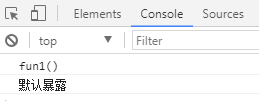 Elements Console Sources
top Filter
fun1()
默认暴露